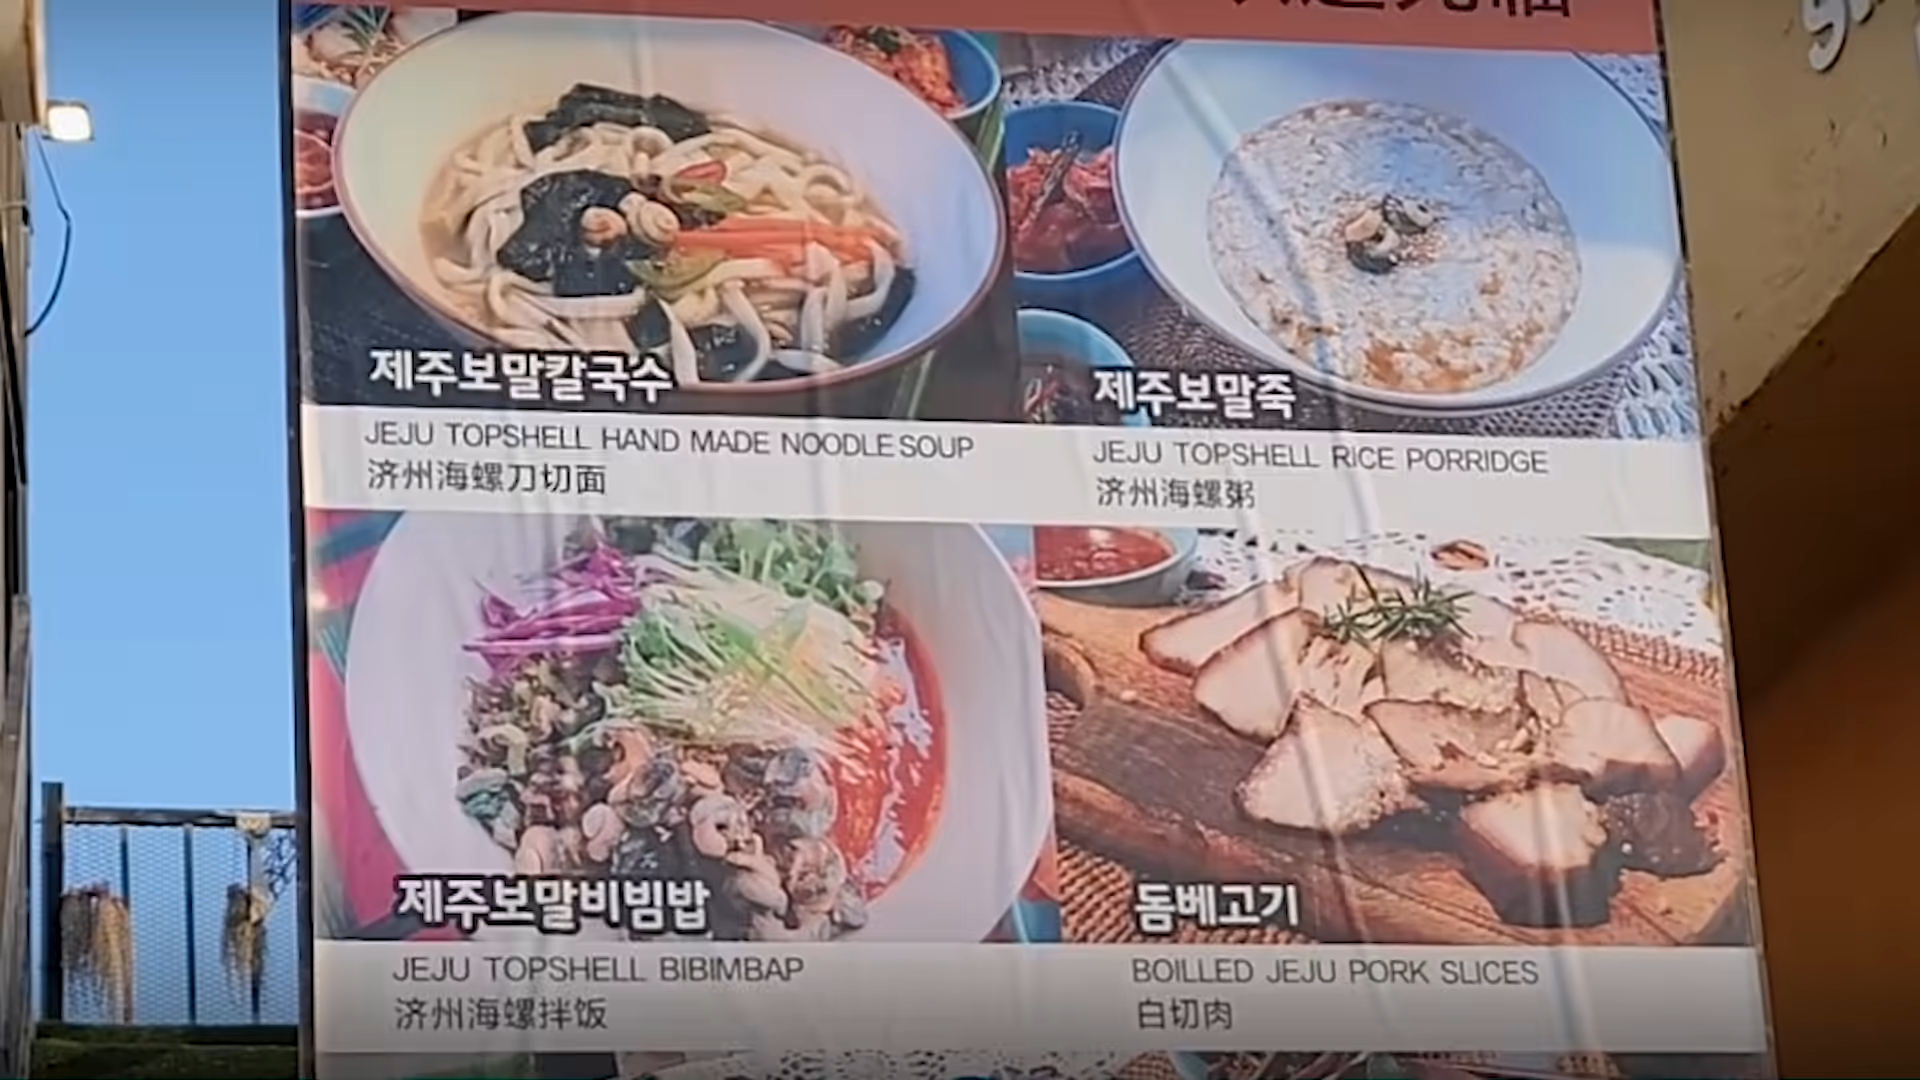 제주보말칼국수
JEJU TOPSHELL HAND MADE NOODLE SOUP
济州海螺刀切面
제주보말죽
JEJU TOPSHELL RICE PORRIDGE
济州海螺粥
제주보말비빔밥
JEJU TOPSHELL BIBIMBAP
济州海螺拌饭
돔베고기
BOILLED JEJU PORK SLICES
白切肉